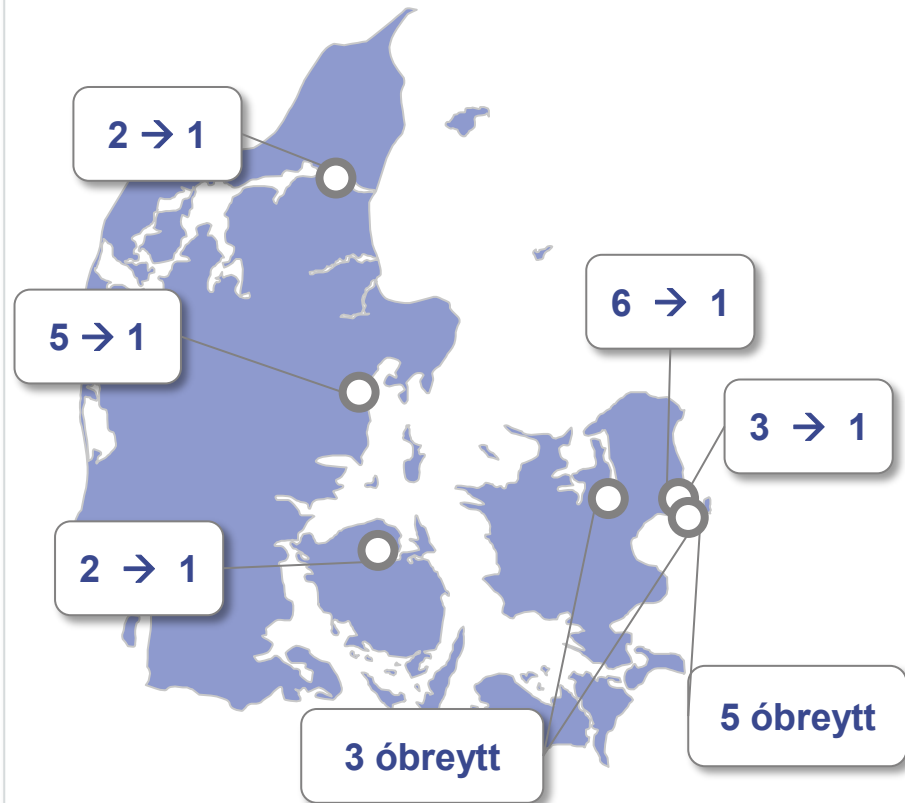 2 → 1
5 → 1
6 → 1
3 → 1
2 → 1
5 óbreytt
3 óbreytt